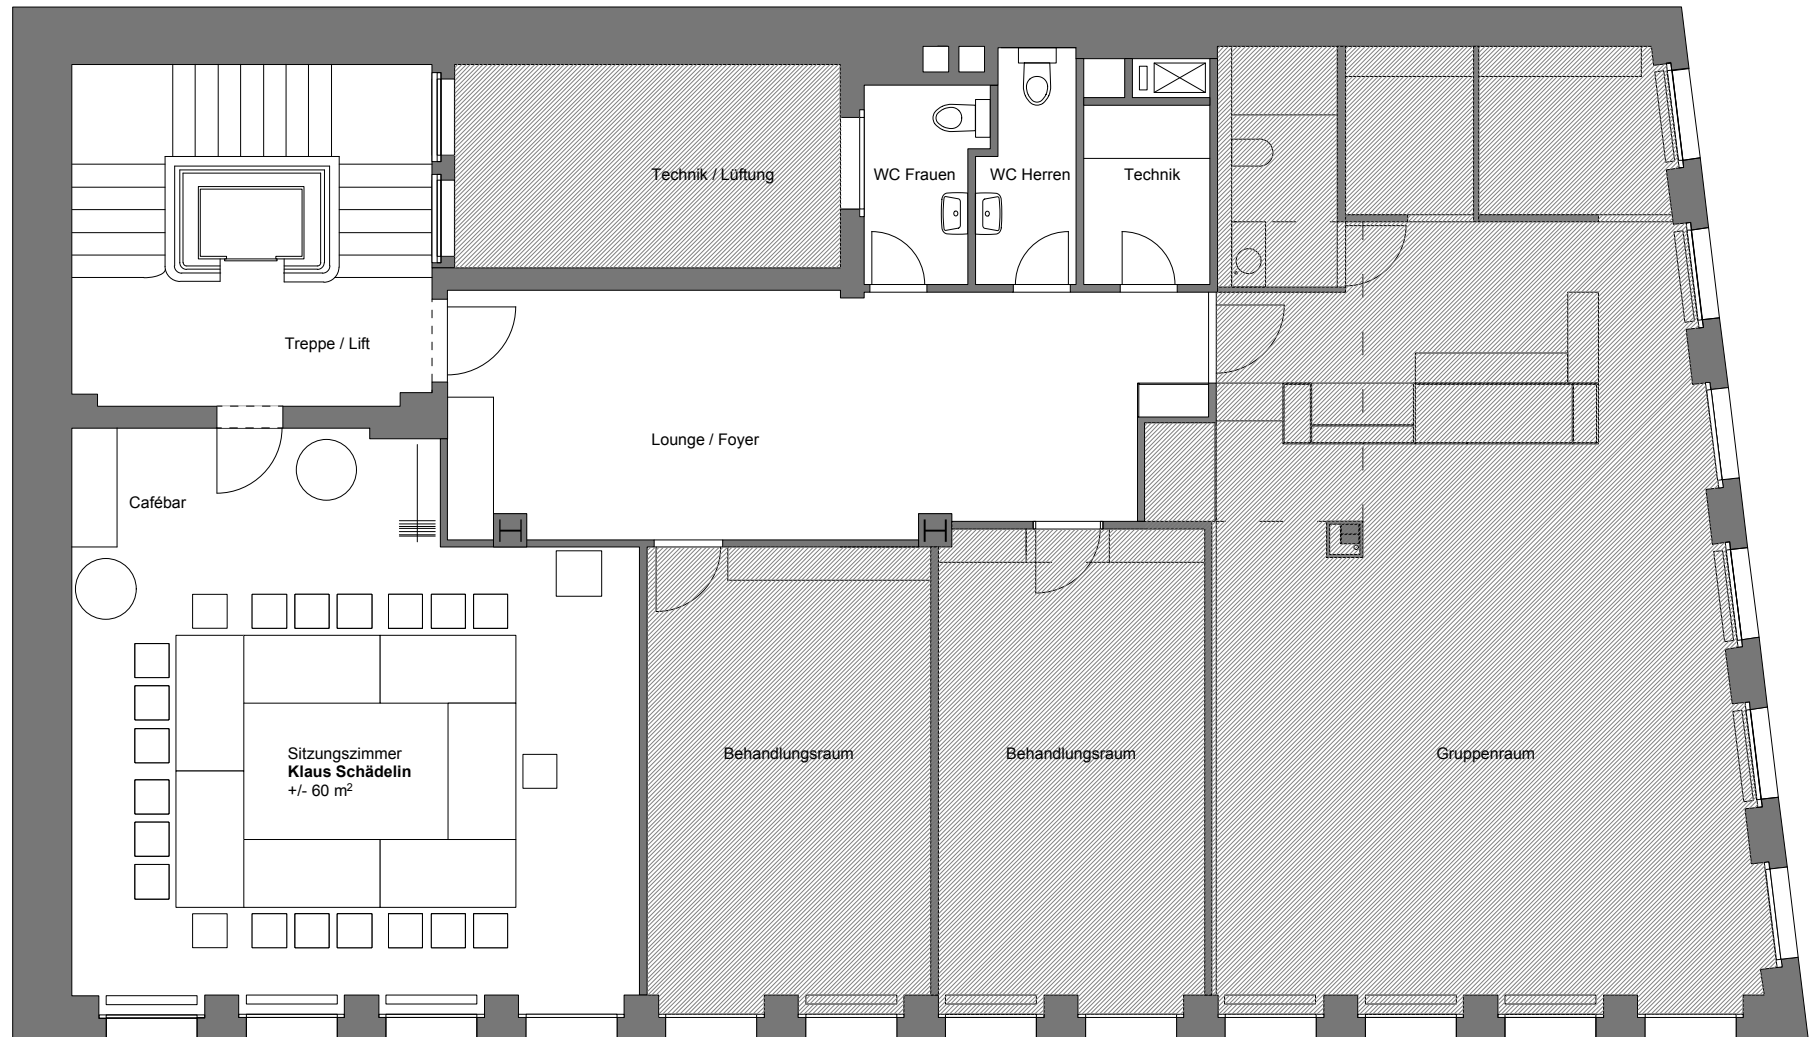 Technik / Lüftung
WC Frauen
WC Herren
Technik
Treppe / Lift
Lounge / Foyer
Cafébar
Sitzungszimmer
Klaus Schädelin
+/- 60 m²
Behandlungsraum
Behandlungsraum
Gruppenraum